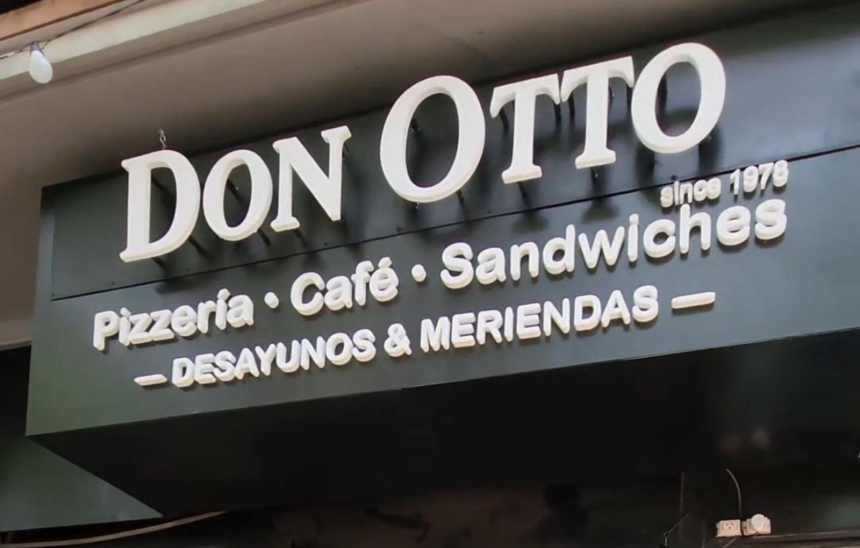 DON OTTO
since 1978
Pizzería • Café • Sandwiches
— DESAYUNOS & MERIENDAS —